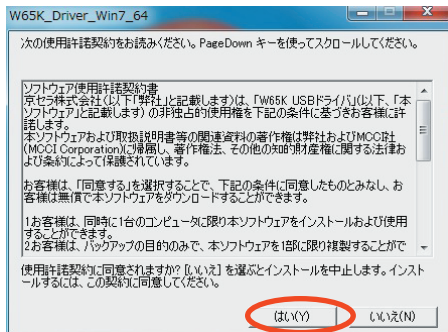 W65K_Driver_Win7_64
次の使用許諾契約をお読みください。PageDown キーを使ってスクロールしてください。
ソフトウェア使用許諾契約書
京セラ株式会社(以下「弊社」と記載します)は、「W65K USBドライバ」(以下、「本
ソフトウェア」と記載します) の非独占的使用権を下記の条件に基づきお客様に許
諾します。
本ソフトウェアおよび取扱説明書等の関連資料の著作権は弊社およびMCCI社
(MCCI Corporation)に帰属し、著作権法、その他の知的財産権に関する法律お
よび条約によって保護されています。
お客様は、「同意する」を選択することで、下記の条件に同意したものとみなし、お
客様は無償で本ソフトウェアをダウンロードすることができます。
1お客様は、同時に1台のコンピュータに限り本ソフトウェアをインストールおよび使用
することができます。
2お客様は、バックアップの目的のみで、本ソフトウェアを1部に限り複製することがで
使用許諾契約に同意されますか? [いいえ] を選ぶとインストールを中止します。インスト
ールするには、この契約に同意してください。
はい(Y)
いいえ(N)